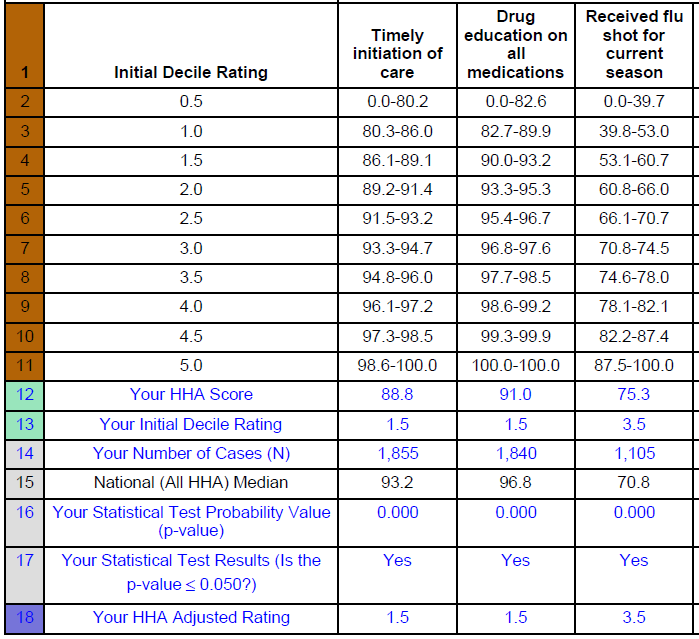 1 Initial Decile Rating Timely initiation of care Drug education on all medications Received flu shot for current season
2 0.5 0.0-80.2 0.0-82.6 0.0-39.7
3 1.0 80.3-86.0 82.7-89.9 39.8-53.0
4 1.5 86.1-89.1 90.0-93.2 53.1-60.7
5 2.0 89.2-91.4 93.3-95.3 60.8-66.0
6 2.5 91.5-93.2 95.4-96.7 66.1-70.7
7 3.0 93.3-94.7 96.8-97.6 70.8-74.5
8 3.5 94.8-96.0 97.7-98.5 74.6-78.0
9 4.0 96.1-97.2 98.6-99.2 78.1-82.1
10 4.5 97.3-98.5 99.3-99.9 82.2-87.4
11 5.0 98.6-100.0 100.0-100.0 87.5-100.0
12 Your HHA Score 88.8 91.0 75.3
13 Your Initial Decile Rating 1.5 1.5 3.5
14 Your Number of Cases (N) 1,855 1,840 1,105
15 National (All HHA) Median 93.2 96.8 70.8
16 Your Statistical Test Probability Value (p-value) 0.000 0.000 0.000
17 Your Statistical Test Results (Is the p-value ≤ 0.050?) Yes Yes Yes
18 Your HHA Adjusted Rating 1.5 1.5 3.5